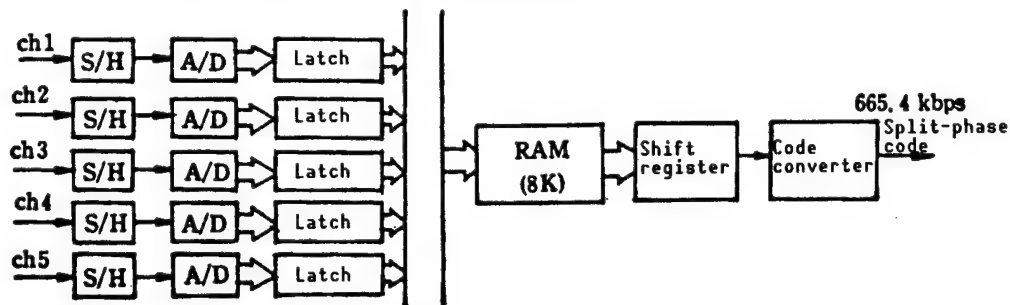 ch1
S/H
A/D
Latch
ch2
S/H
A/D
Latch
ch3
S/H
A/D
Latch
ch4
S/H
A/D
Latch
ch5
S/H
A/D
Latch
RAM
(8K)
Shift
register
Code
converter
665.4 kbps
Split-phase
code